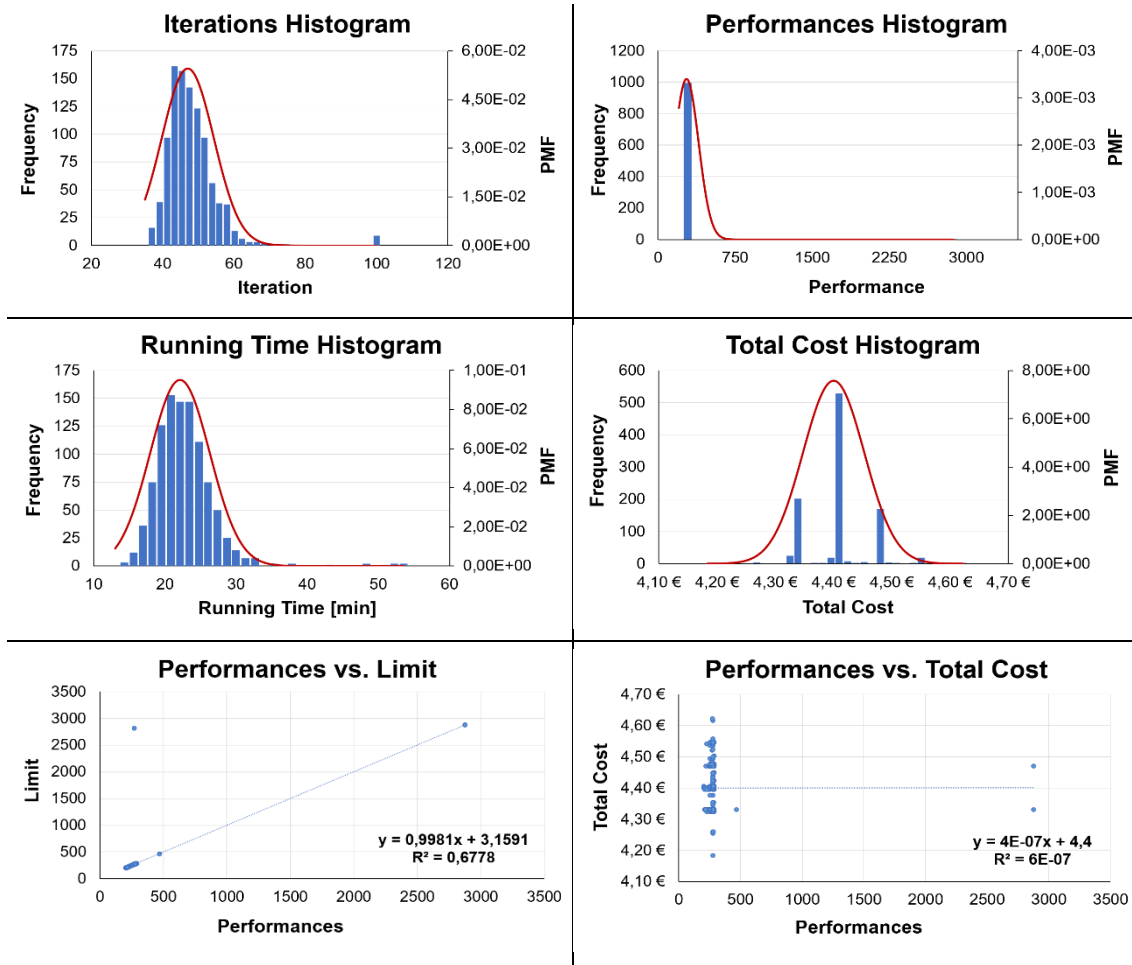 Iterations Histogram
175
150
125
100
75
50
25
0
Frequency
6,00E-02
4,50E-02
3,00E-02
1,50E-02
0,00E+00
PMF
20 40 60 80 100 120
Iteration
Performances Histogram
1200
1000
800
600
400
200
0
Frequency
4,00E-03
3,00E-03
2,00E-03
1,00E-03
0,00E+00
PMF
0 750 1500 2250 3000
Performance
Running Time Histogram
175
150
125
100
75
50
25
0
Frequency
1,00E-01
8,00E-02
6,00E-02
4,00E-02
2,00E-02
0,00E+00
PMF
10 20 30 40 50 60
Running Time [min]
Total Cost Histogram
600
500
400
300
200
100
0
Frequency
8,00E+00
6,00E+00
4,00E+00
2,00E+00
0,00E+00
PMF
4,10 € 4,20 € 4,30 € 4,40 € 4,50 € 4,60 € 4,70 €
Total Cost
Performances vs. Limit
3500
3000
2500
2000
1500
1000
500
0
Limit
y = 0,9981x + 3,1591
R² = 0,6778
0 500 1000 1500 2000 2500 3000 3500
Performances
Performances vs. Total Cost
4,70 €
4,60 €
4,50 €
4,40 €
4,30 €
4,20 €
4,10 €
Total Cost
y = 4E-07x + 4,4
R² = 6E-07
0 500 1000 1500 2000 2500 3000 3500
Performances